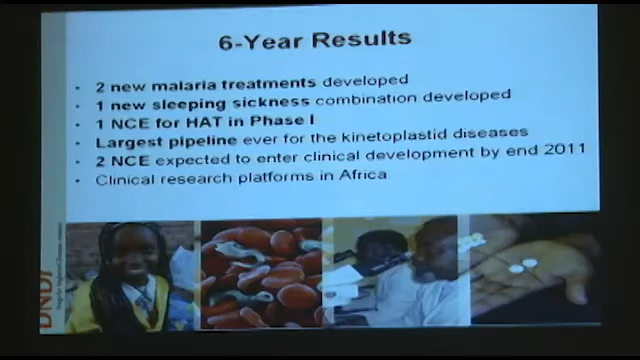 6-Year Results
• 2 new malaria treatments developed
• 1 new sleeping sickness combination developed
• 1 NCE for HAT in Phase I
• Largest pipeline ever for the kinetoplastid diseases
• 2 NCE expected to enter clinical development by end 2011
• Clinical research platforms in Africa
DNDi